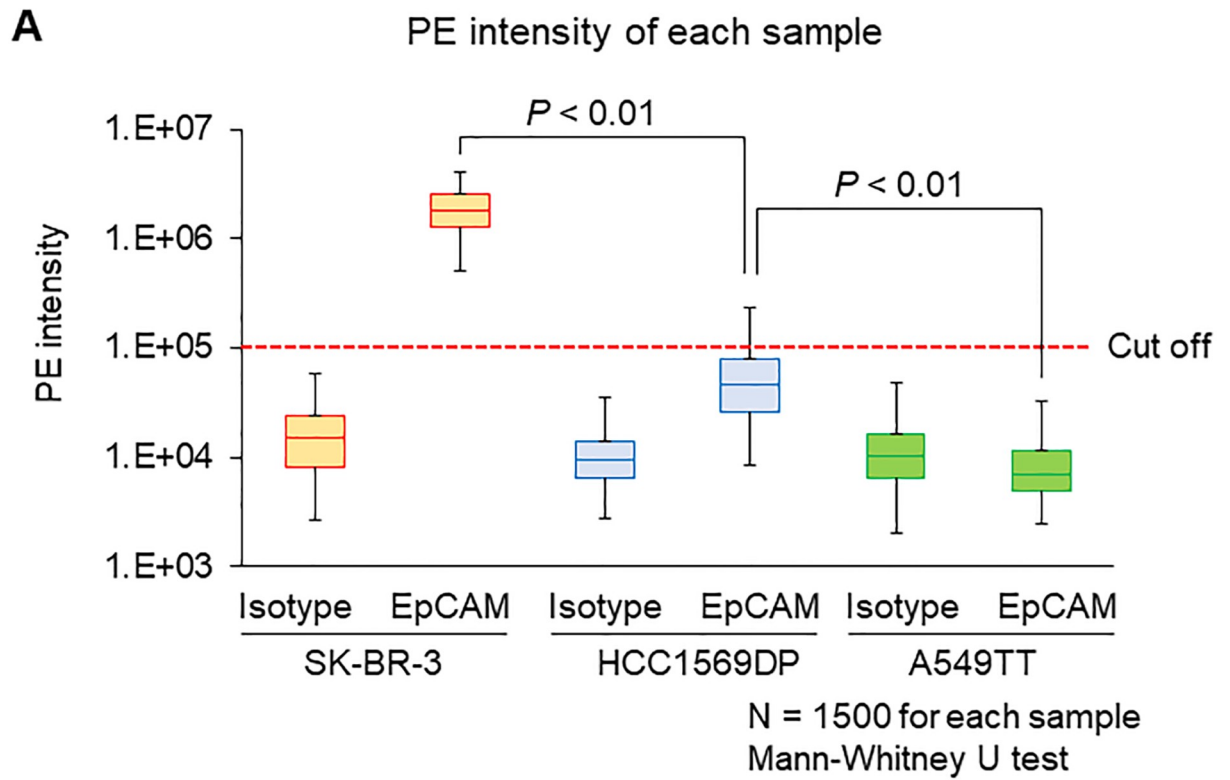 A
PE intensity of each sample
P < 0.01
P < 0.01
1.E+07
1.E+06
1.E+05
1.E+04
1.E+03
PE intensity
Cut off
Isotype EpCAM Isotype EpCAM Isotype EpCAM
SK-BR-3 HCC1569DP A549TT
N = 1500 for each sample
Mann-Whitney U test